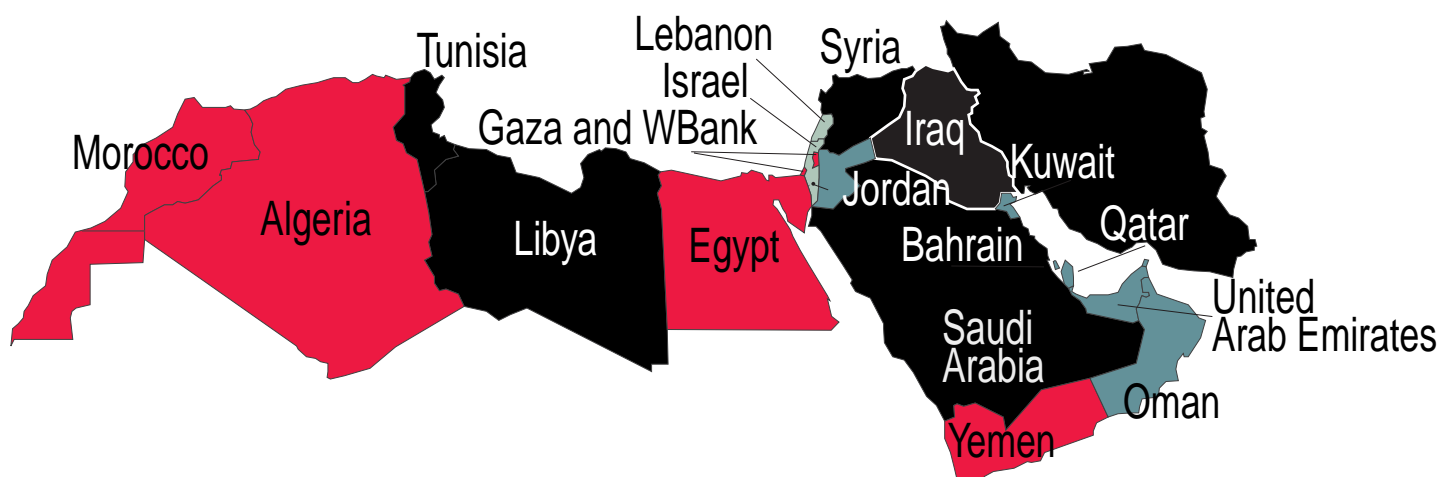 Lebanon
Syria
Tunisia
Israel
Gaza and WBank
Iraq
Morocco
Kuwait
Jordan
Algeria
Qatar
Libya
Egypt
Bahrain
United
Arab Emirates
Saudi
Arabia
Oman
Yemen